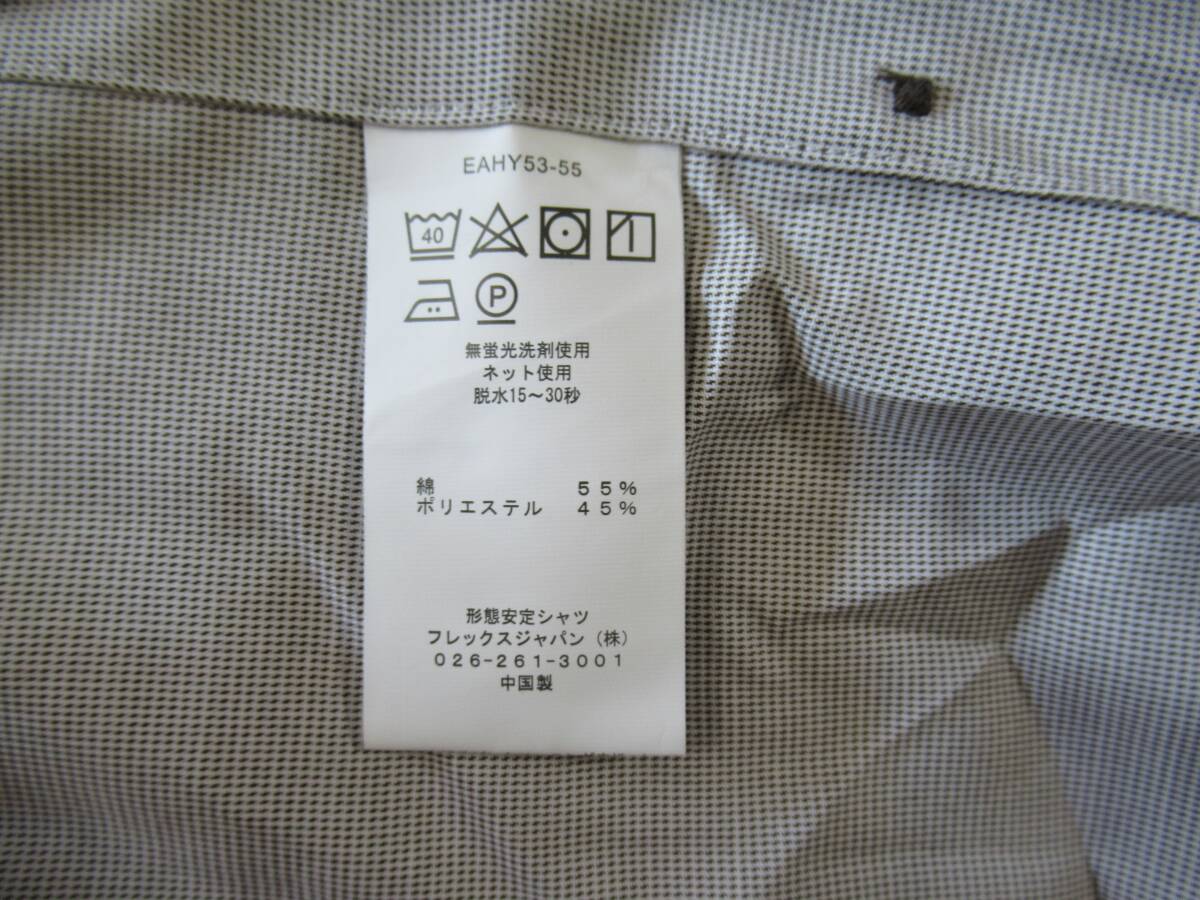 EAHY53-55
40
P
無蛍光洗剤使用
ネット使用
脱水15～30秒
綿 55%
ポリエステル 45%
形態安定シャツ
フレックスジャパン（株）
026-261-3001
中国製